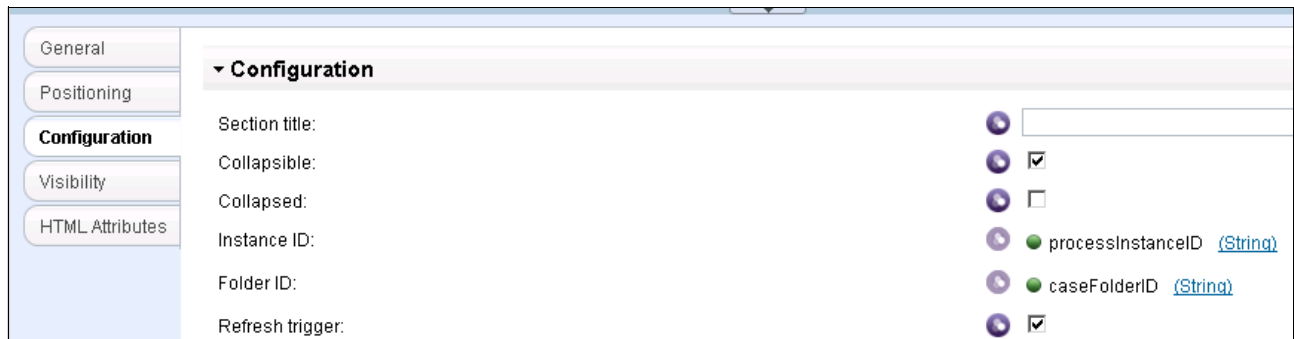 General
Positioning
Configuration
Visibility
HTML Attributes
Configuration
Section title:
Collapsible:
Collapsed:
Instance ID: processInstanceID (String)
Folder ID: caseFolderID (String)
Refresh trigger: